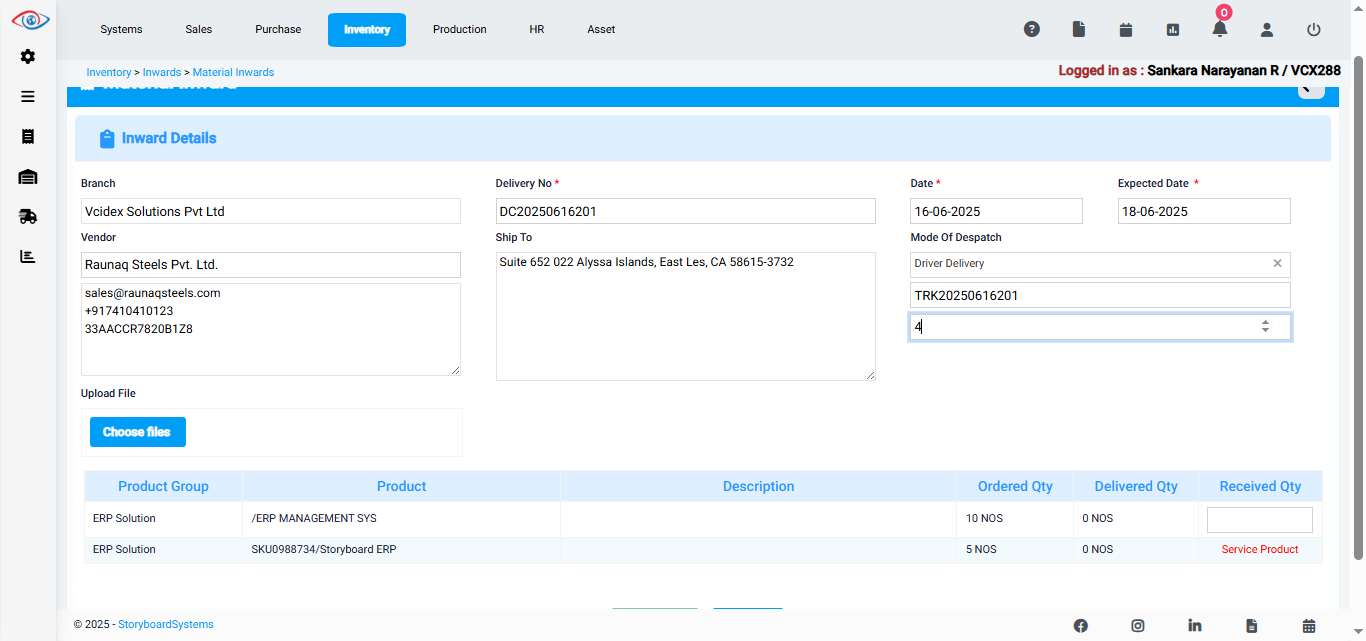 Systems Sales Purchase Inventory Production HR Asset 0
Inventory > Inwards > Material Inwards
Logged in as : Sankara Narayanan R / VCX288
Inward Details
Branch
Vcidex Solutions Pvt Ltd
Delivery No *
DC20250616201
Date *
16-06-2025
Expected Date *
18-06-2025
Vendor
Raunaq Steels Pvt. Ltd.
sales@raunaqsteels.com
+917410410123
33AACCR7820B1Z8
Ship To
Suite 652 022 Alyssa Islands, East Les, CA 58615-3732
Mode Of Despatch
Driver Delivery ×
TRK20250616201
4
Upload File
Choose files
Product Group Product Description Ordered Qty Delivered Qty Received Qty
ERP Solution /ERP MANAGEMENT SYS 10 NOS 0 NOS
ERP Solution SKU0988734/Storyboard ERP 5 NOS 0 NOS Service Product
© 2025 - StoryboardSystems